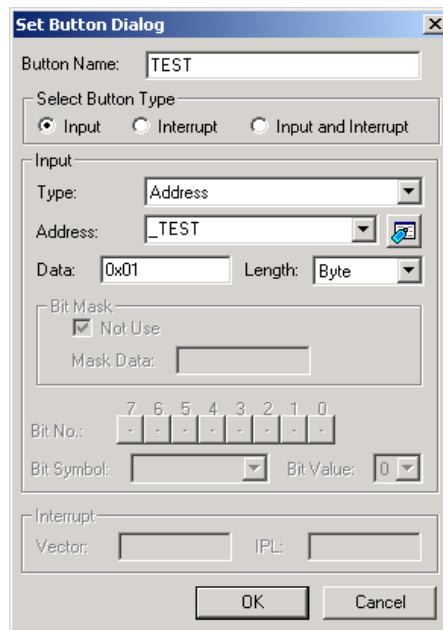 Set Button Dialog
Button Name: TEST
Select Button Type
Input Interrupt Input and Interrupt
Input
Type: Address
Address: _TEST
Data: 0x01 Length: Byte
Bit Mask
Not Use
Mask Data:
7 6 5 4 3 2 1 0
Bit No.: - - - - - - - -
Bit Symbol: Bit Value: 0
Interrupt
Vector: IPL:
OK Cancel